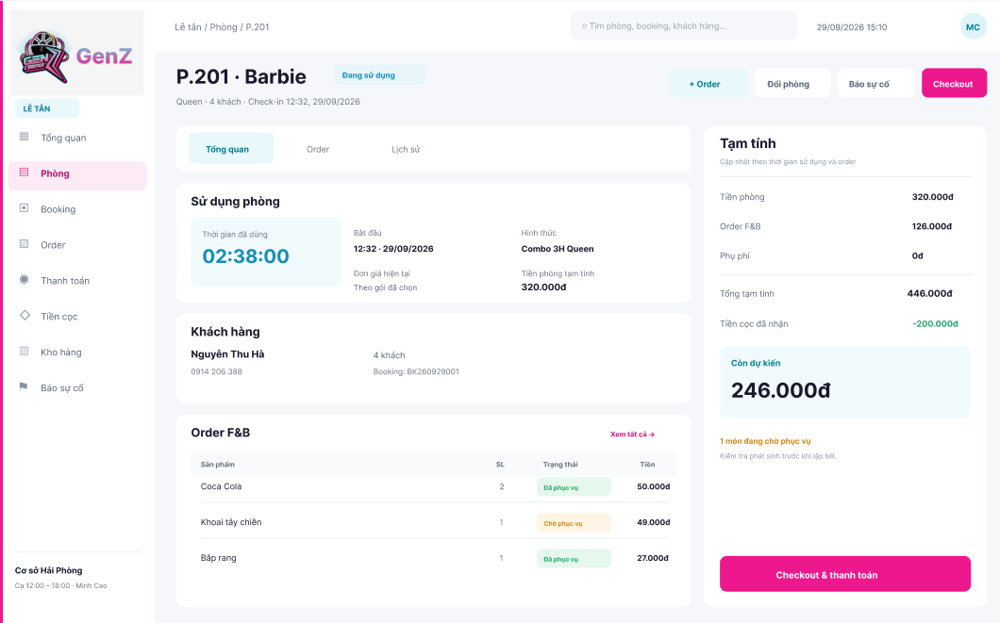 GEN Z
CINEMA
GenZ
LỄ TÂN
Tổng quan
Phòng
Booking
Order
Thanh toán
Tiền cọc
Kho hàng
Báo sự cố
Cơ sở Hải Phòng
Ca 12:00 – 18:00 · Minh Cao
Lễ tân / Phòng / P.201
Tìm phòng, booking, khách hàng...
29/09/2026 15:10
MC
P.201 · Barbie
Đang sử dụng
Queen · 4 khách · Check-in 12:32, 29/09/2026
+ Order
Đổi phòng
Báo sự cố
Checkout
Tổng quan
Order
Lịch sử
Sử dụng phòng
Thời gian đã dùng
02:38:00
Bắt đầu
12:32 · 29/09/2026
Đơn giá hiện tại
Theo gói đã chọn
Hình thức
Combo 3H Queen
Tiền phòng tạm tính
320.000đ
Khách hàng
Nguyễn Thu Hà
0914 206 388
4 khách
Booking: BK260929001
Order F&B
Xem tất cả →
Sản phẩm SL Trạng thái Tiền
Coca Cola 2 Đã phục vụ 50.000đ
Khoai tây chiên 1 Chờ phục vụ 49.000đ
Bắp rang 1 Đã phục vụ 27.000đ
Tạm tính
Cập nhật theo thời gian sử dụng và order
Tiền phòng 320.000đ
Order F&B 126.000đ
Phụ phí 0đ
Tổng tạm tính 446.000đ
Tiền cọc đã nhận -200.000đ
Còn dự kiến
246.000đ
1 món đang chờ phục vụ
Kiểm tra phát sinh trước khi lập bill.
Checkout & thanh toán